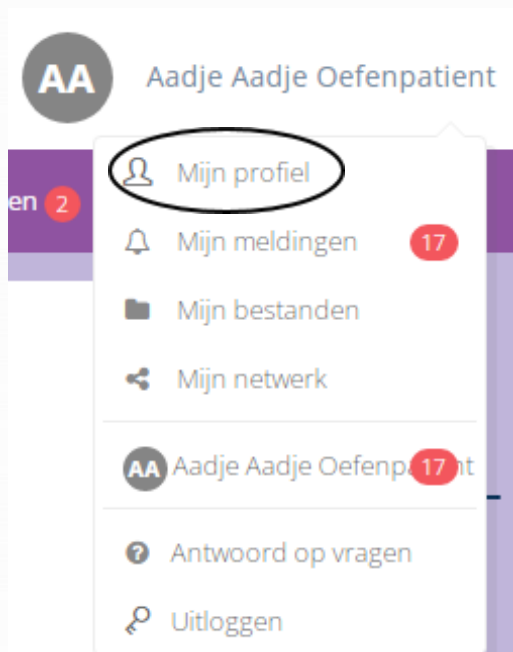 AA
Aadje Aadje Oefenpatient
Mijn profiel
en 2
Mijn meldingen 17
Mijn bestanden
Mijn netwerk
AA Aadje Aadje Oefenp 17 t
Antwoord op vragen
Uitloggen